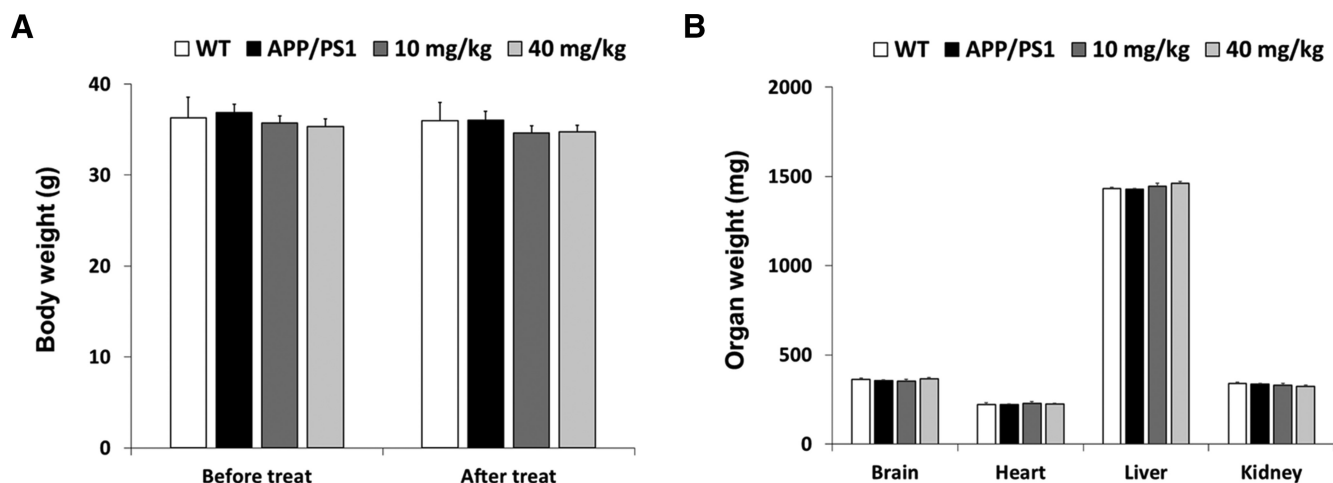 A
WT APP/PS1 10 mg/kg 40 mg/kg
Body weight (g)
40
30
20
10
0
Before treat After treat
B
WT APP/PS1 10 mg/kg 40 mg/kg
Organ weight (mg)
2000
1500
1000
500
0
Brain Heart Liver Kidney